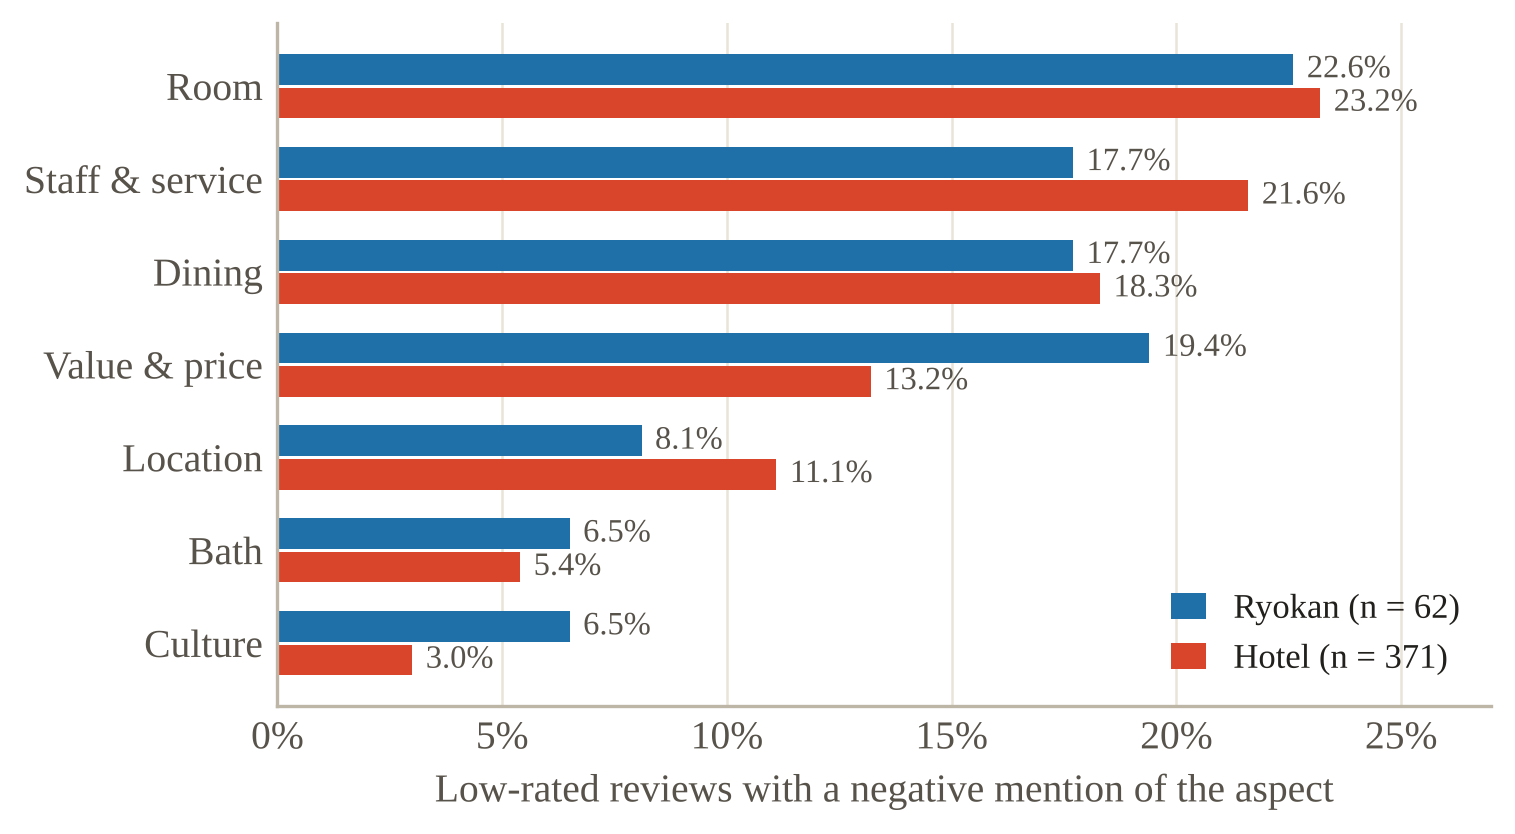 Room
22.6%
23.2%
Staff & service
17.7%
21.6%
Dining
17.7%
18.3%
Value & price
19.4%
13.2%
Location
8.1%
11.1%
Bath
6.5%
5.4%
Culture
6.5%
3.0%
Ryokan (n = 62)
Hotel (n = 371)
0% 5% 10% 15% 20% 25%
Low-rated reviews with a negative mention of the aspect